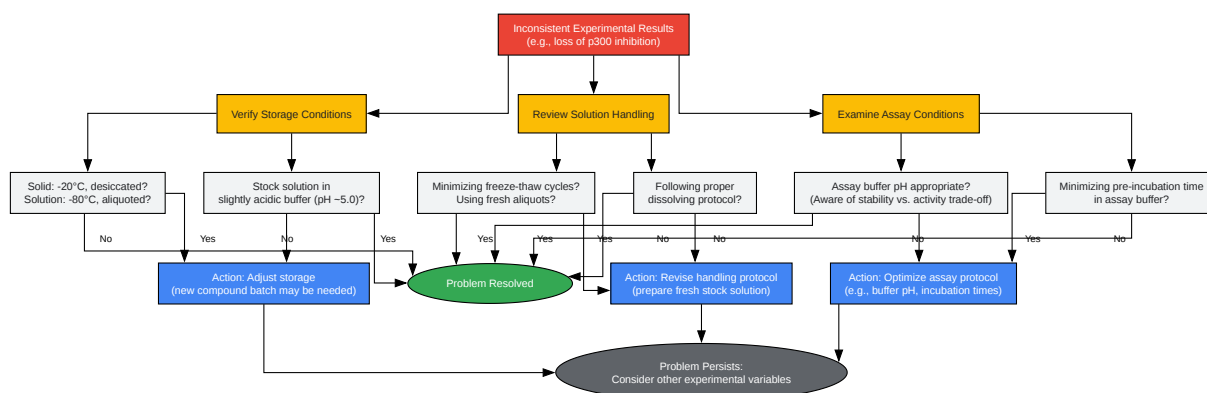 Inconsistent Experimental Results
(e.g., loss of p300 inhibition)
Verify Storage Conditions
Review Solution Handling
Examine Assay Conditions
Solid: -20°C, desiccated?
Solution: -80°C, aliquoted?
Stock solution in
slightly acidic buffer (pH ~5.0)?
Minimizing freeze-thaw cycles?
Using fresh aliquots?
Following proper
dissolving protocol?
Assay buffer pH appropriate?
(Aware of stability vs. activity trade-off)
Minimizing pre-incubation time
in assay buffer?
No
Yes
No
Yes
Yes
Yes
Yes
No
No
No
Yes
No
Action: Adjust storage
(new compound batch may be needed)
Problem Resolved
Action: Revise handling protocol
(prepare fresh stock solution)
Action: Optimize assay protocol
(e.g., buffer pH, incubation times)
Problem Persists:
Consider other experimental variables